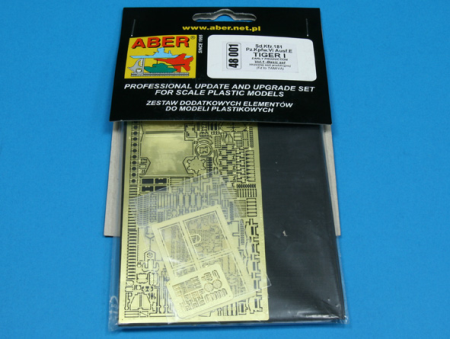 www.aber.net.pl
ABER
SINCE 1995
48 001
Sd.Kfz.181
Pz.Kpfw.VI Ausf.E
TIGER I
PROFESSIONAL UPDATE AND UPGRADE SET
FOR SCALE PLASTIC MODELS
ZESTAW DODATKOWYCH ELEMENTÓW
DO MODELI PLASTIKOWYCH